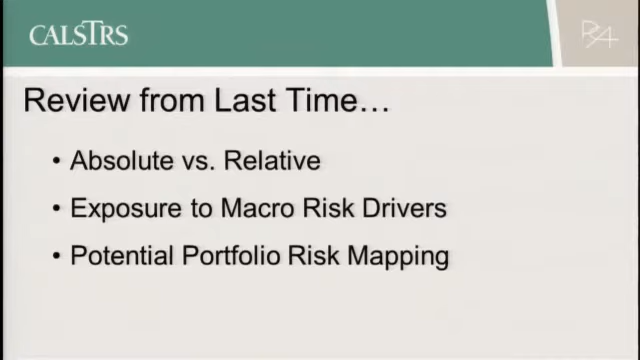 CALSTRS
Review from Last Time…
• Absolute vs. Relative
• Exposure to Macro Risk Drivers
• Potential Portfolio Risk Mapping